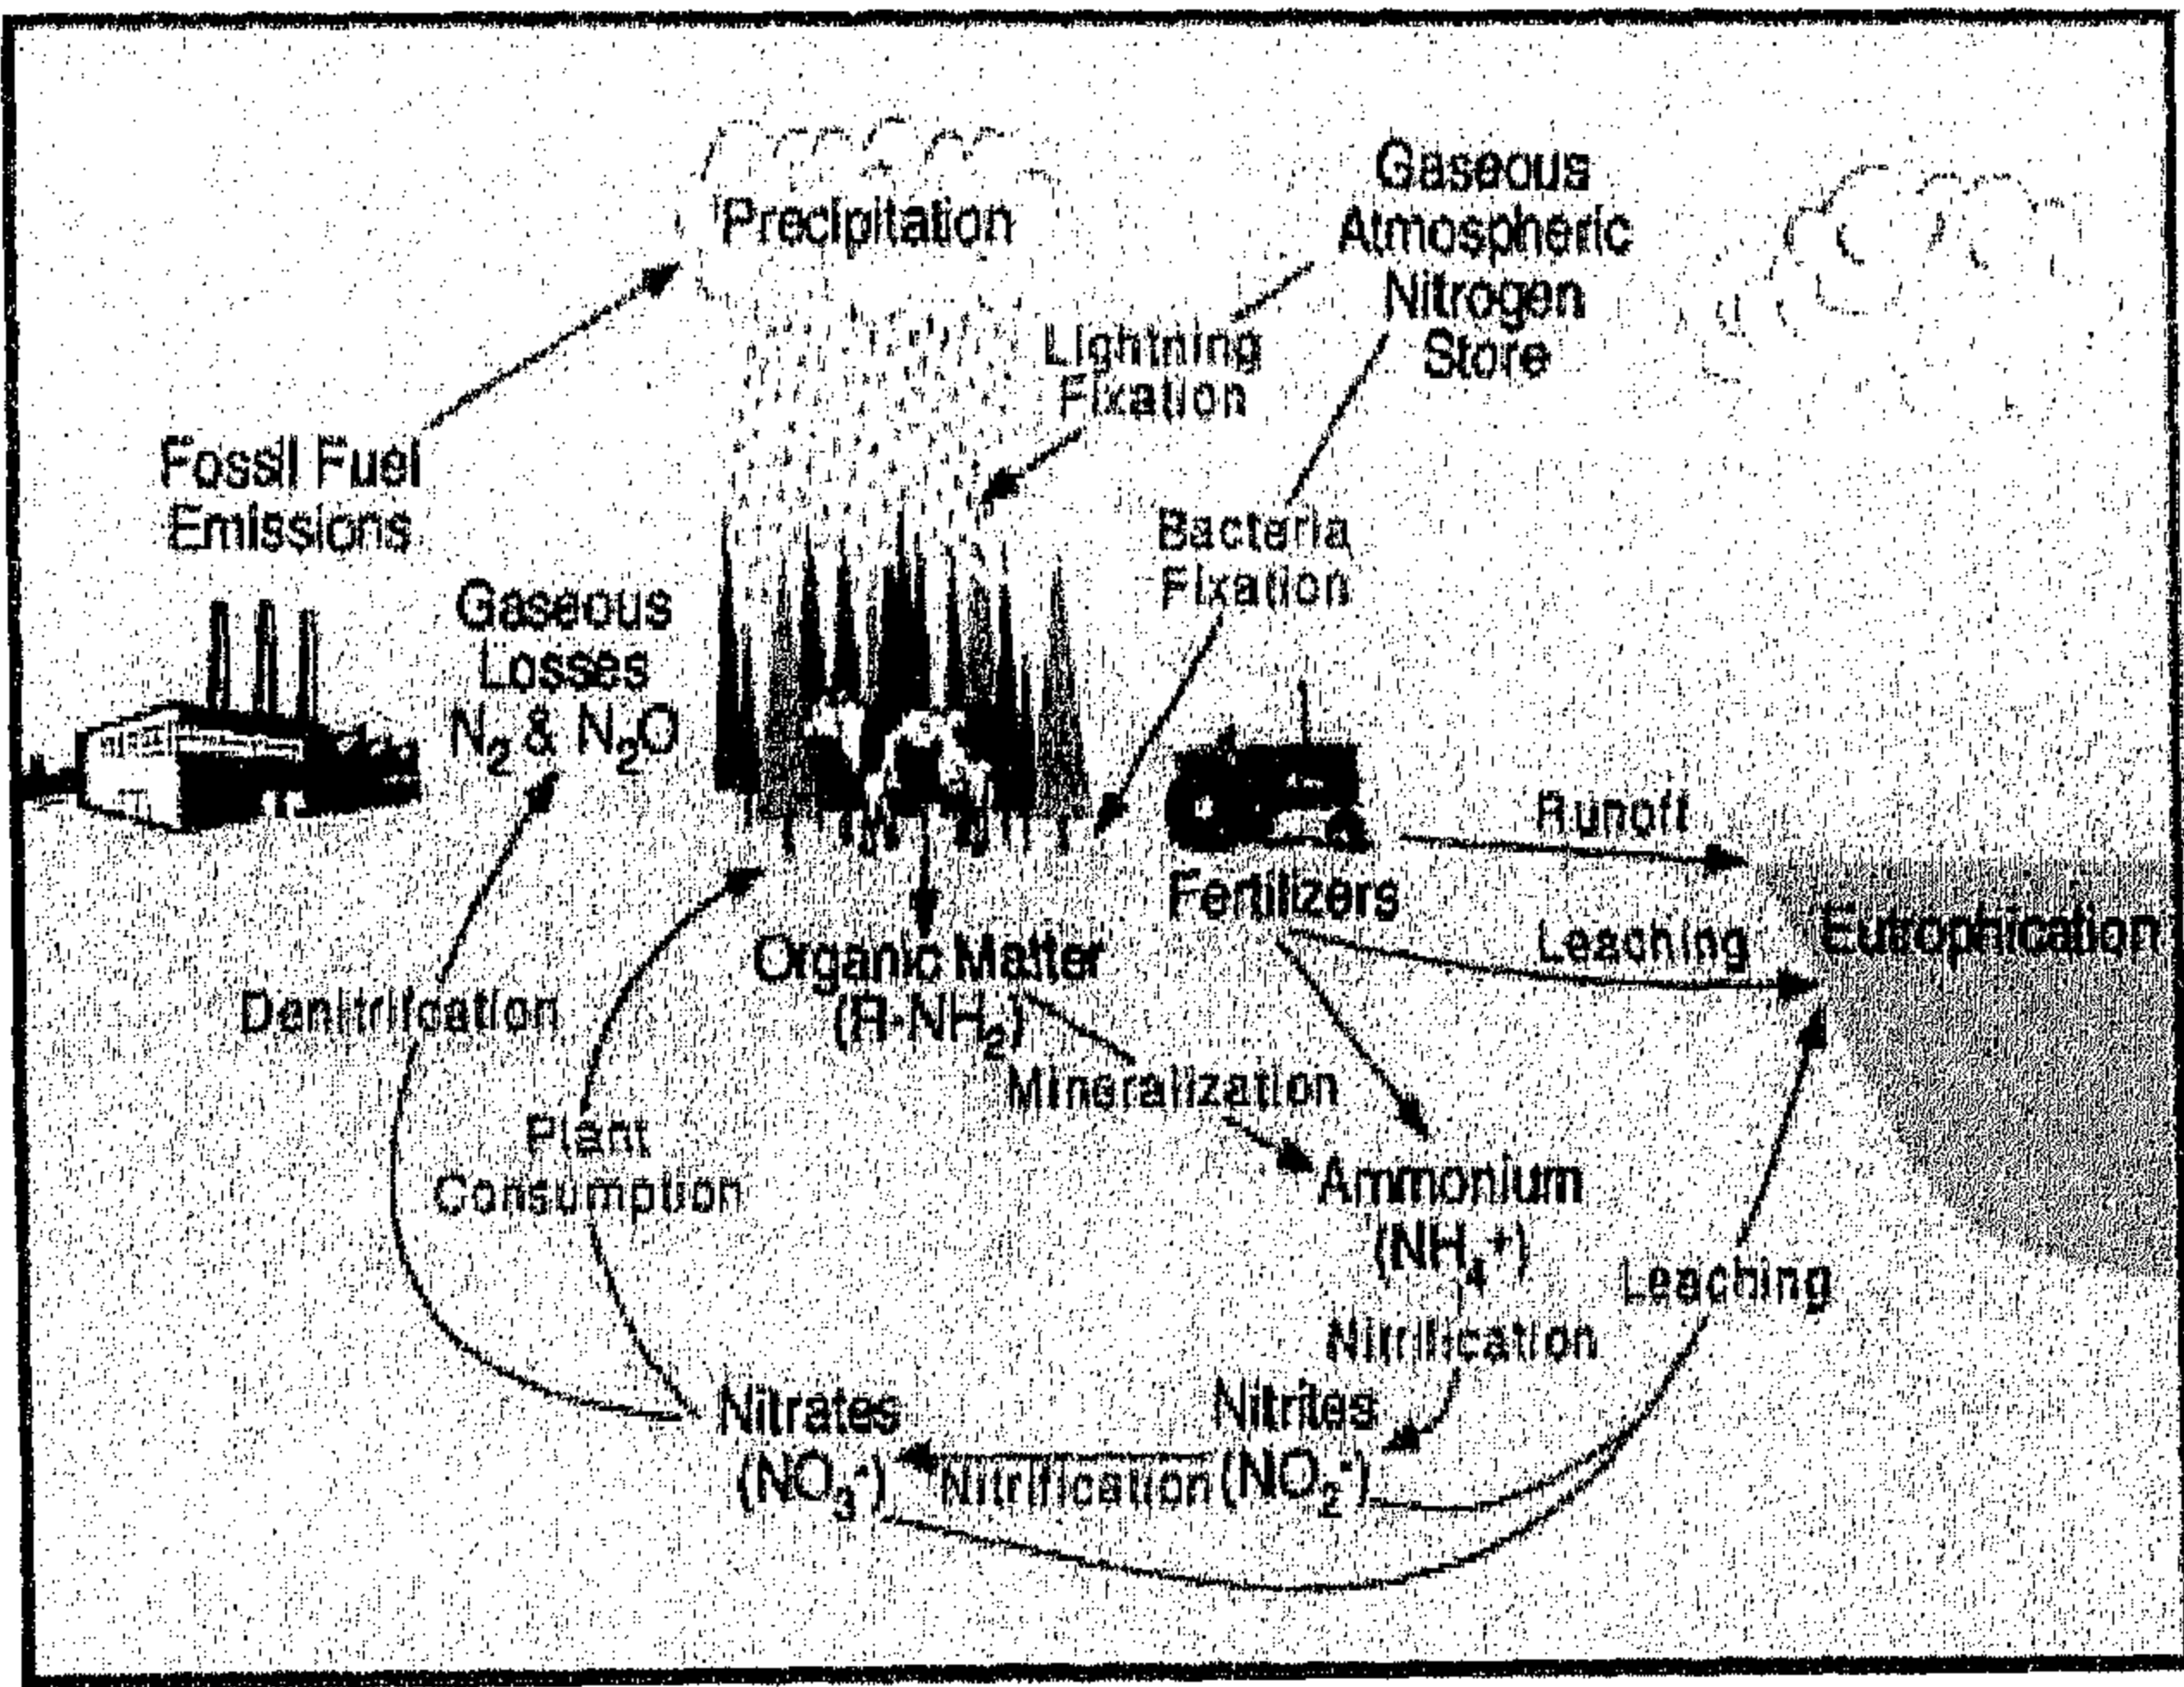 Precipitation
Gaseous
Atmospheric
Nitrogen
Store
Lightning
Fixation
Fossil Fuel
Emissions
Bacteria
Fixation
Gaseous
Losses
N₂ & N₂O
Runoff
Fertilizers
Leaching
Eutrophication
Organic Matter
(R·NH₂)
Denitrifcation
Mineralization
Plant
Consumption
Ammonium
(NH₄⁺)
Leaching
Nitrification
Nitrates
(NO₃⁻)
Nitrification
Nitrites
(NO₂⁻)